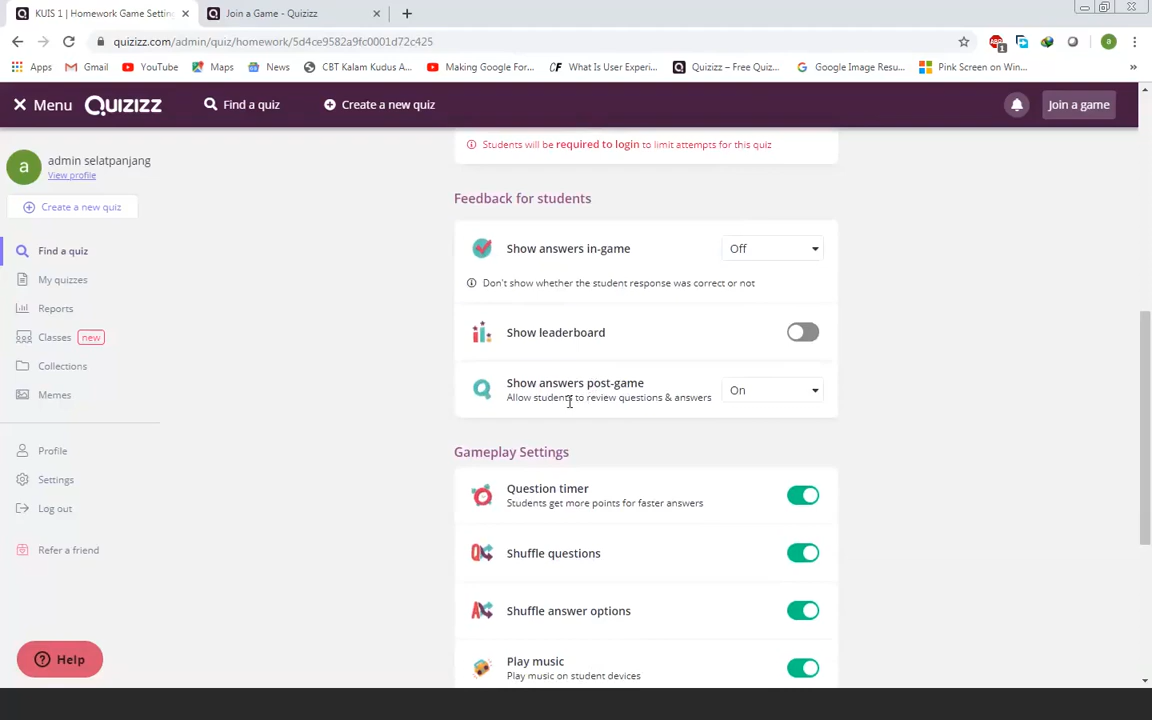 KUIS 1 | Homework Game Settin
Join a Game - Quizizz
quizizz.com/admin/quiz/homework/5d4ce9582a9fc0001d72c425
Apps
Gmail
YouTube
Maps
News
CBT Kalam Kudus A...
Making Google For...
What Is User Experi...
Quizizz – Free Quiz...
Google Image Resu...
Pink Screen on Win...
»
Menu
QUIZIZZ
Find a quiz
Create a new quiz
Join a game
a
admin selatpanjang
View profile
Create a new quiz
Find a quiz
My quizzes
Reports
Classes new
Collections
Memes
Profile
Settings
Log out
Refer a friend
Help
Students will be required to login to limit attempts for this quiz
Feedback for students
Show answers in-game
Off
Don't show whether the student response was correct or not
Show leaderboard
Show answers post-game
Allow students to review questions & answers
On
Gameplay Settings
Question timer
Students get more points for faster answers
Shuffle questions
Shuffle answer options
Play music
Play music on student devices